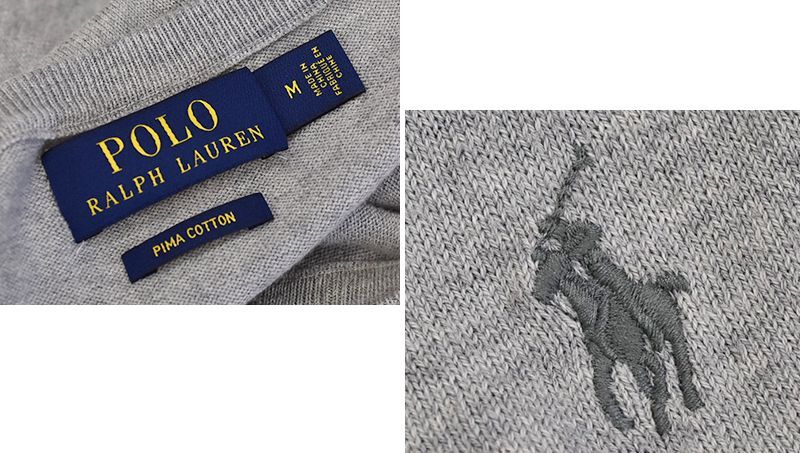 POLO
RALPH LAUREN
M
MADE IN
CHINA
FABRIQUÉ EN
CHINE
PIMA COTTON